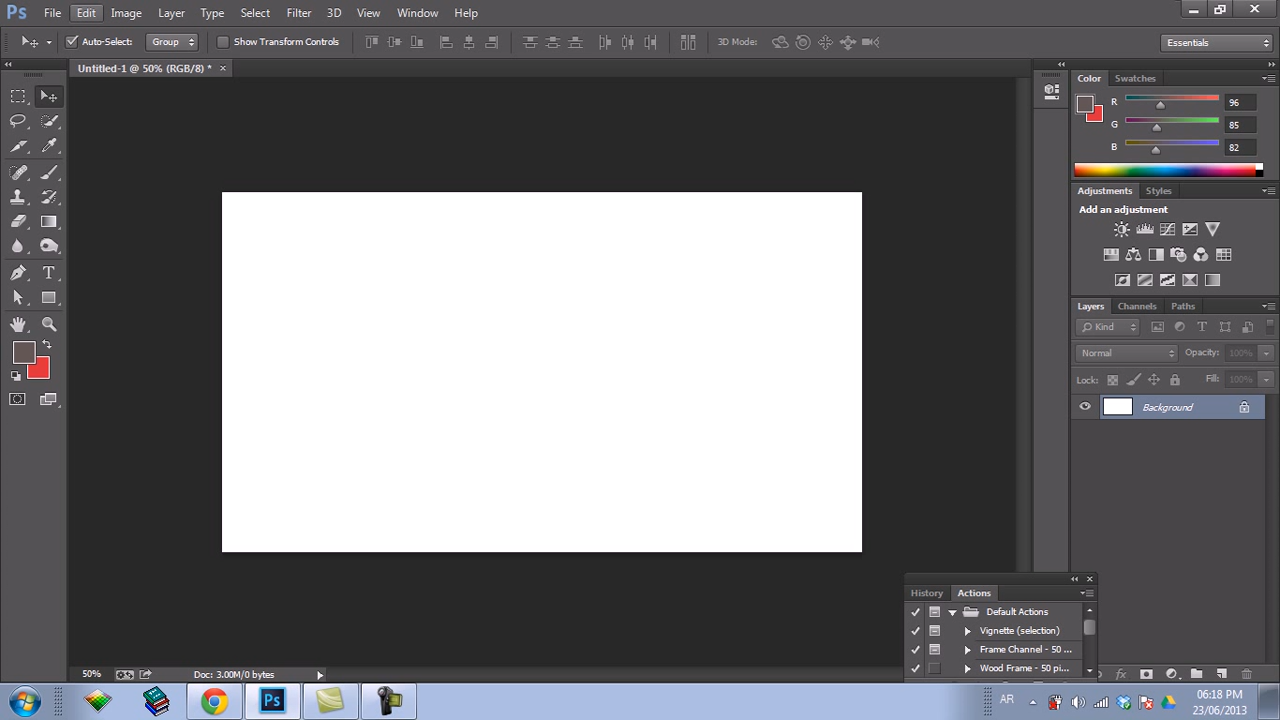 Ps File Edit Image Layer Type Select Filter 3D View Window Help
Auto-Select: Group Show Transform Controls 3D Mode: Essentials
Untitled-1 @ 50% (RGB/8) * ×
Color Swatches
R 96
G 85
B 82
Adjustments Styles
Add an adjustment
Layers Channels Paths
Kind
Normal Opacity: 100%
Lock: Fill: 100%
Background
History Actions
Default Actions
Vignette (selection)
Frame Channel - 50 ...
Wood Frame - 50 pi...
50% Doc: 3.00M/0 bytes
fx
Ps AR 06:18 PM
23/06/2013